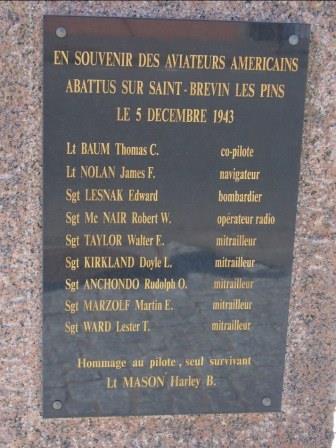 EN SOUVENIR DES AVIATEURS AMERICAINS
ABATTUS SUR SAINT-BREVIN LES PINS
LE 5 DECEMBRE 1943
Lt BAUM Thomas C. co-pilote
Lt NOLAN James F. navigateur
Sgt LESNAK Edward bombardier
Sgt Mc NAIR Robert W. opérateur radio
Sgt TAYLOR Walter E. mitrailleur
Sgt KIRKLAND Doyle L. mitrailleur
Sgt ANCHONDO Rudolph O. mitrailleur
Sgt MARZOLF Martin E. mitrailleur
Sgt WARD Lester T. mitrailleur
Hommage au pilote, seul survivant
Lt MASON Harley B.